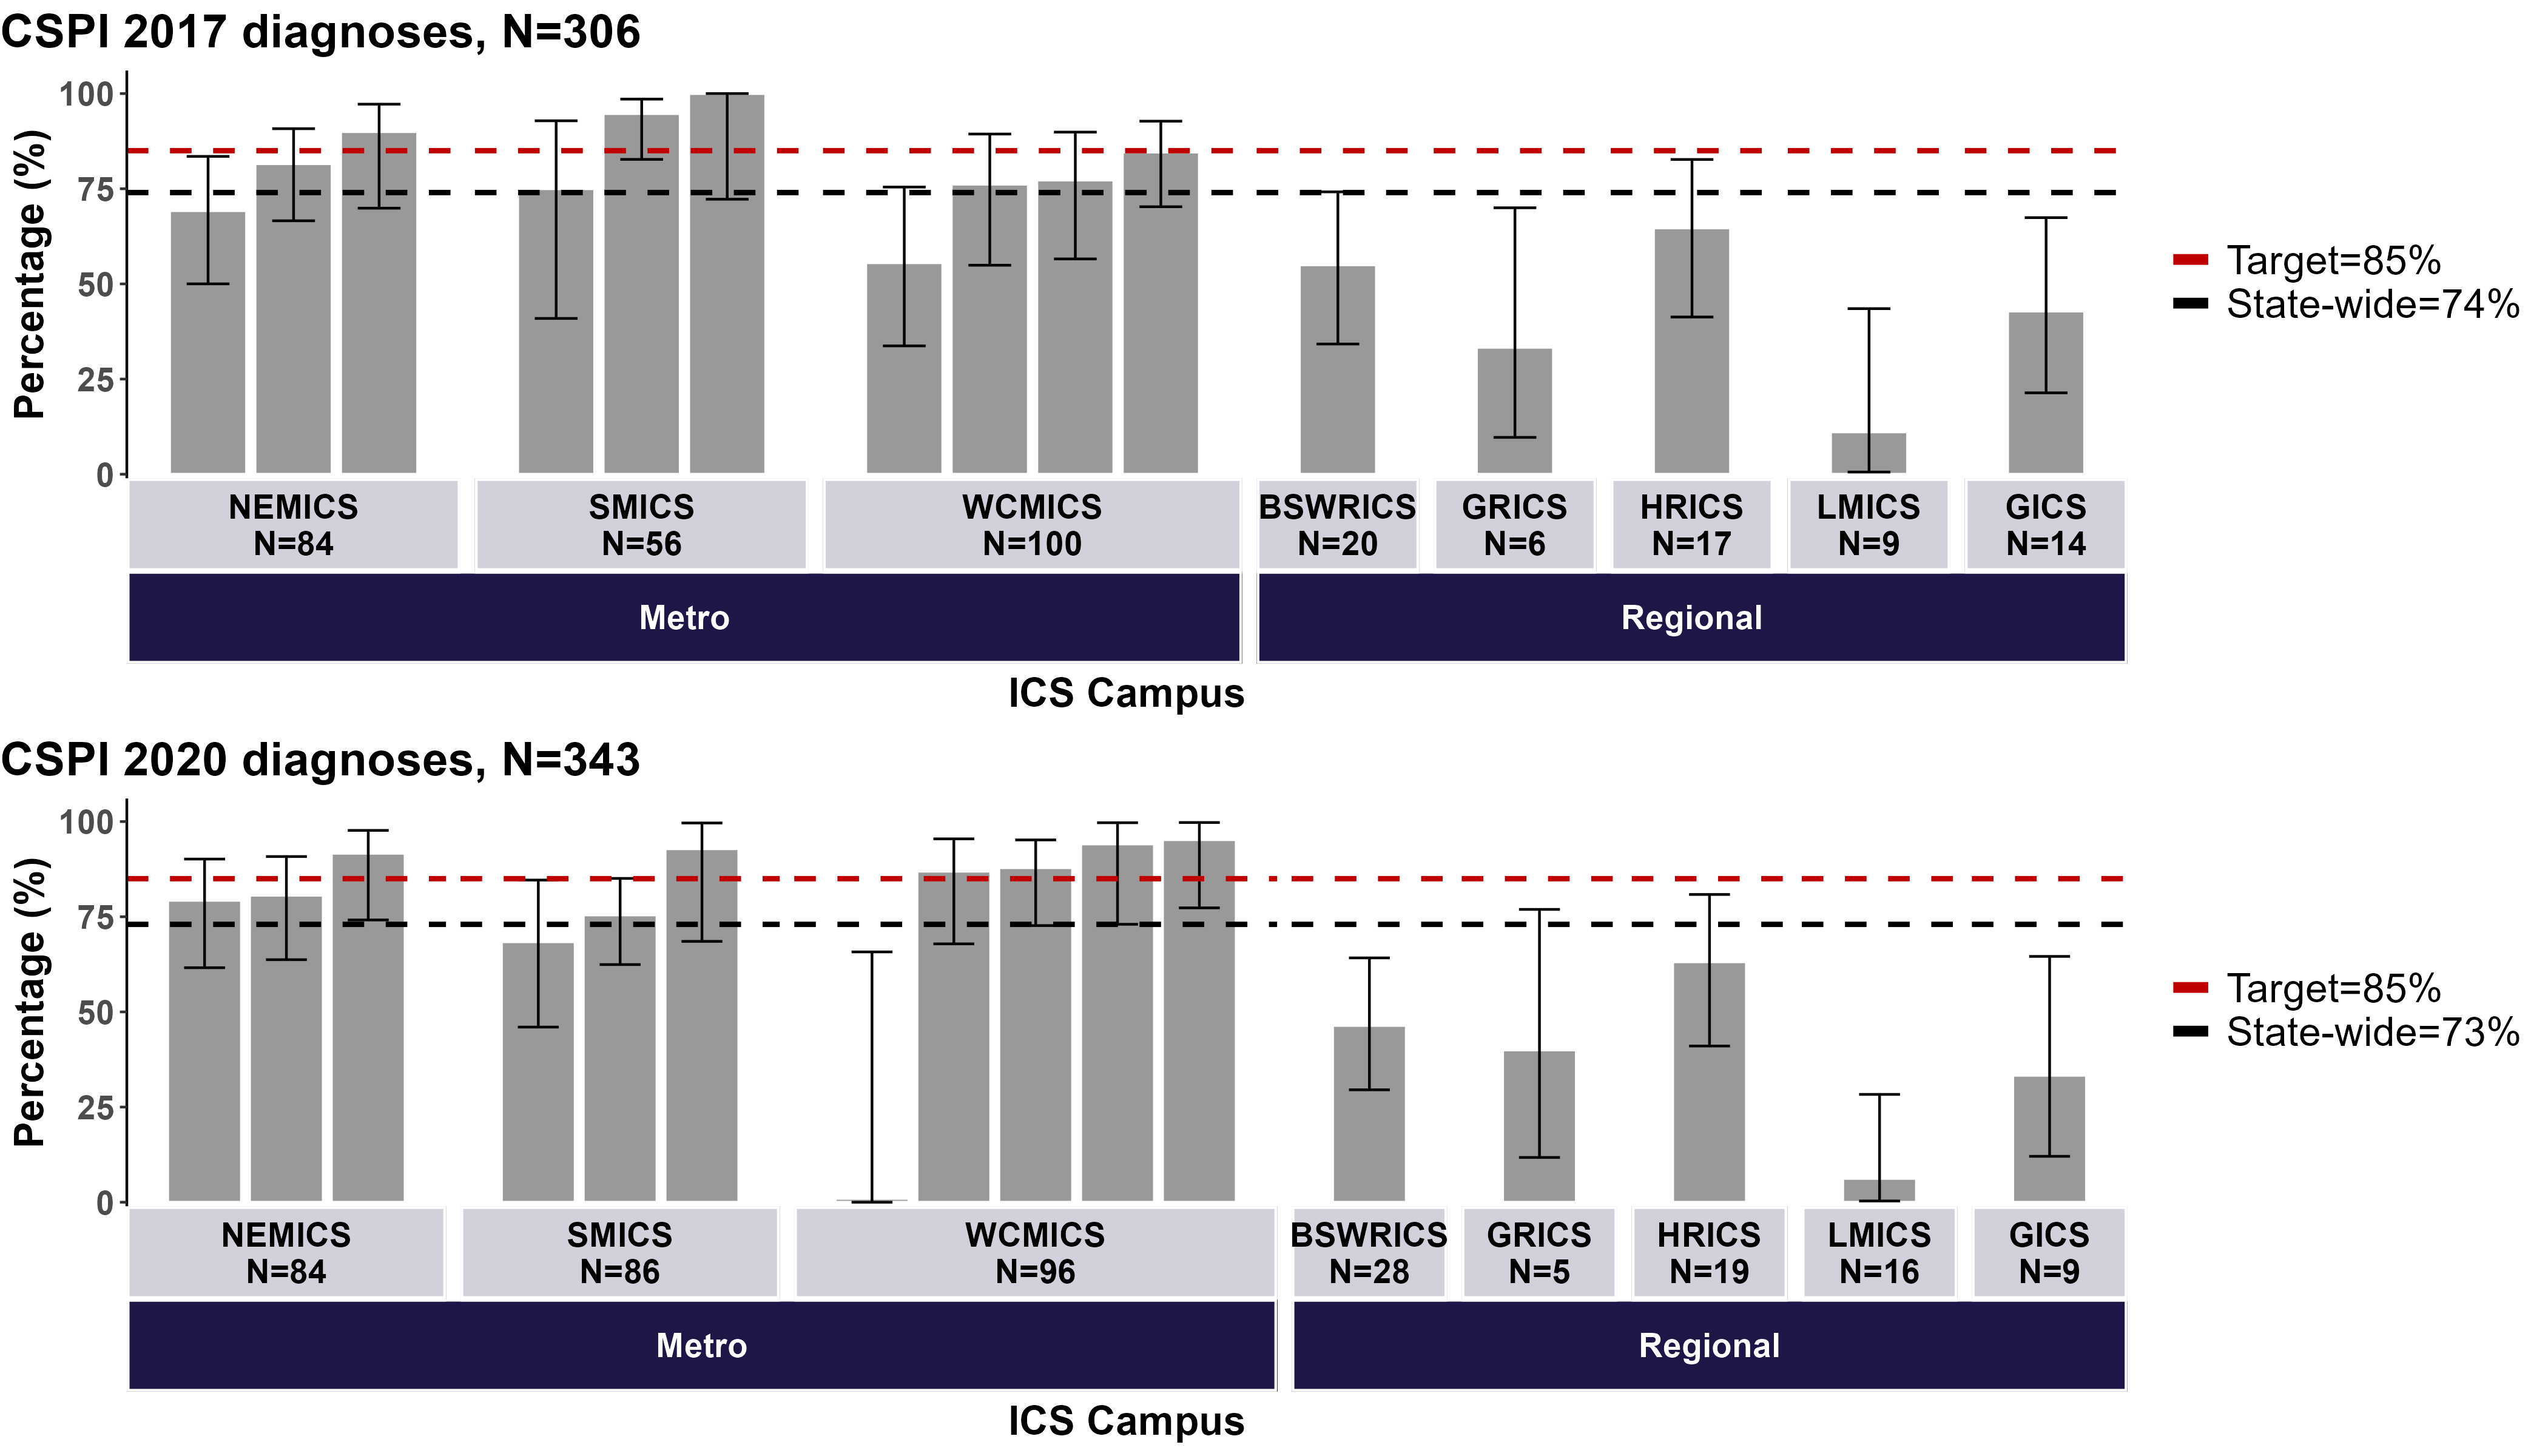 CSPI 2017 diagnoses, N=306
Percentage (%)
100
75
50
25
0
Target=85%
State-wide=74%
NEMICS
N=84
SMICS
N=56
WCMICS
N=100
BSWRICS
N=20
GRICS
N=6
HRICS
N=17
LMICS
N=9
GICS
N=14
Metro
Regional
ICS Campus
CSPI 2020 diagnoses, N=343
Percentage (%)
100
75
50
25
0
Target=85%
State-wide=73%
NEMICS
N=84
SMICS
N=86
WCMICS
N=96
BSWRICS
N=28
GRICS
N=5
HRICS
N=19
LMICS
N=16
GICS
N=9
Metro
Regional
ICS Campus